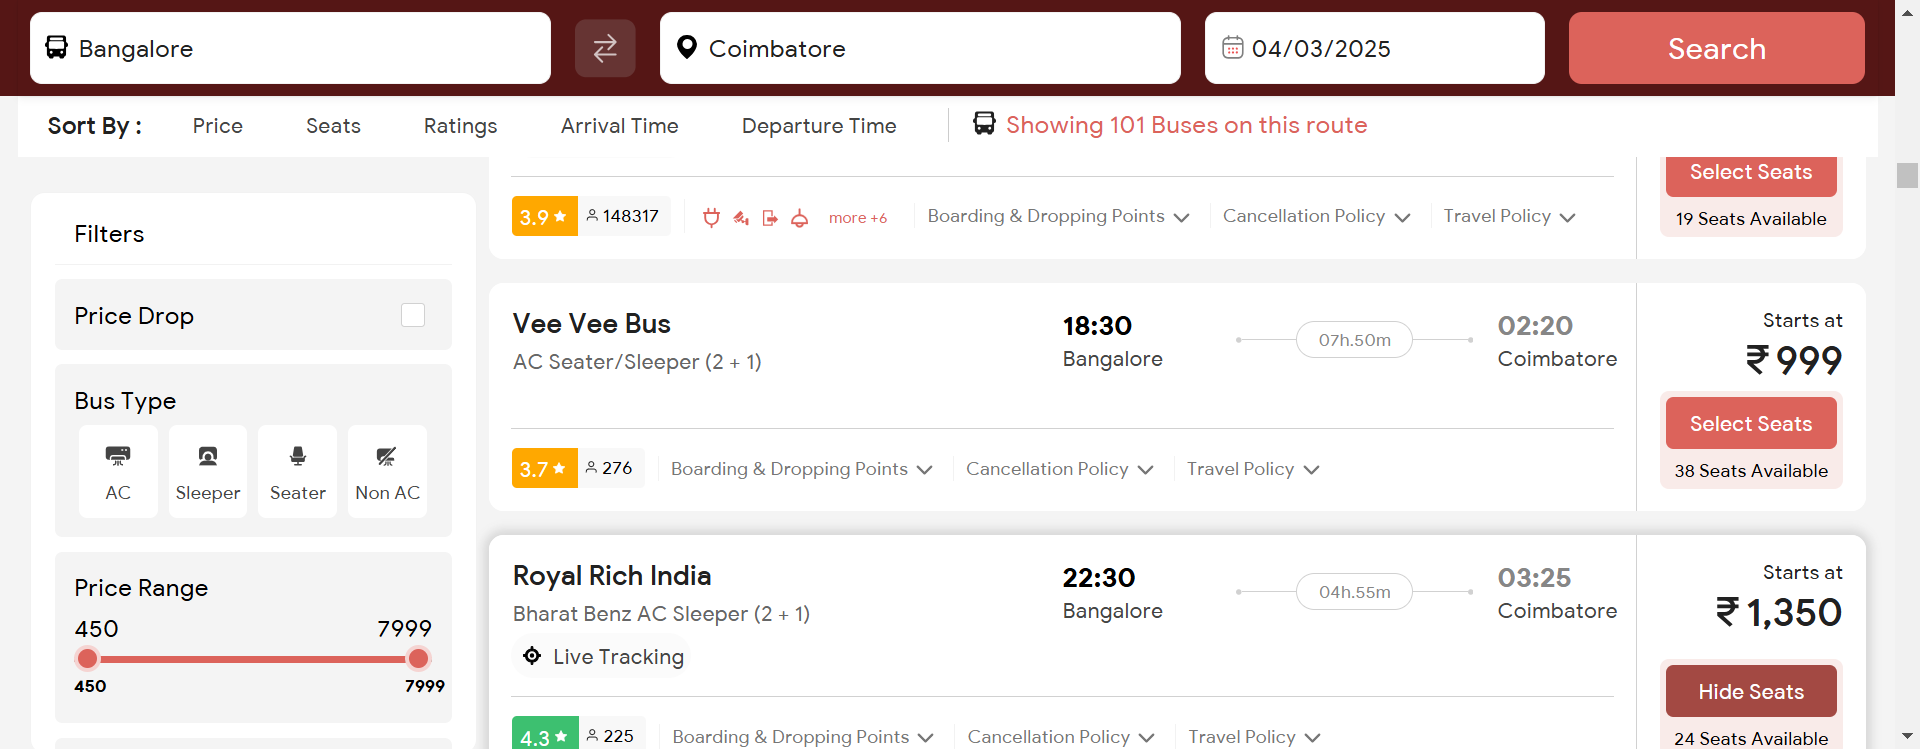 Bangalore
Coimbatore
04/03/2025
Search
Sort By :
Price
Seats
Ratings
Arrival Time
Departure Time
Showing 101 Buses on this route
Filters
Price Drop
Bus Type
AC
Sleeper
Seater
Non AC
Price Range
450
7999
450
7999
Select Seats
19 Seats Available
3.9
148317
more +6
Boarding & Dropping Points
Cancellation Policy
Travel Policy
Vee Vee Bus
AC Seater/Sleeper (2 + 1)
18:30
Bangalore
07h.50m
02:20
Coimbatore
Starts at
₹ 999
Select Seats
38 Seats Available
3.7
276
Boarding & Dropping Points
Cancellation Policy
Travel Policy
Royal Rich India
Bharat Benz AC Sleeper (2 + 1)
Live Tracking
22:30
Bangalore
04h.55m
03:25
Coimbatore
Starts at
₹ 1,350
Hide Seats
24 Seats Available
4.3
225
Boarding & Dropping Points
Cancellation Policy
Travel Policy